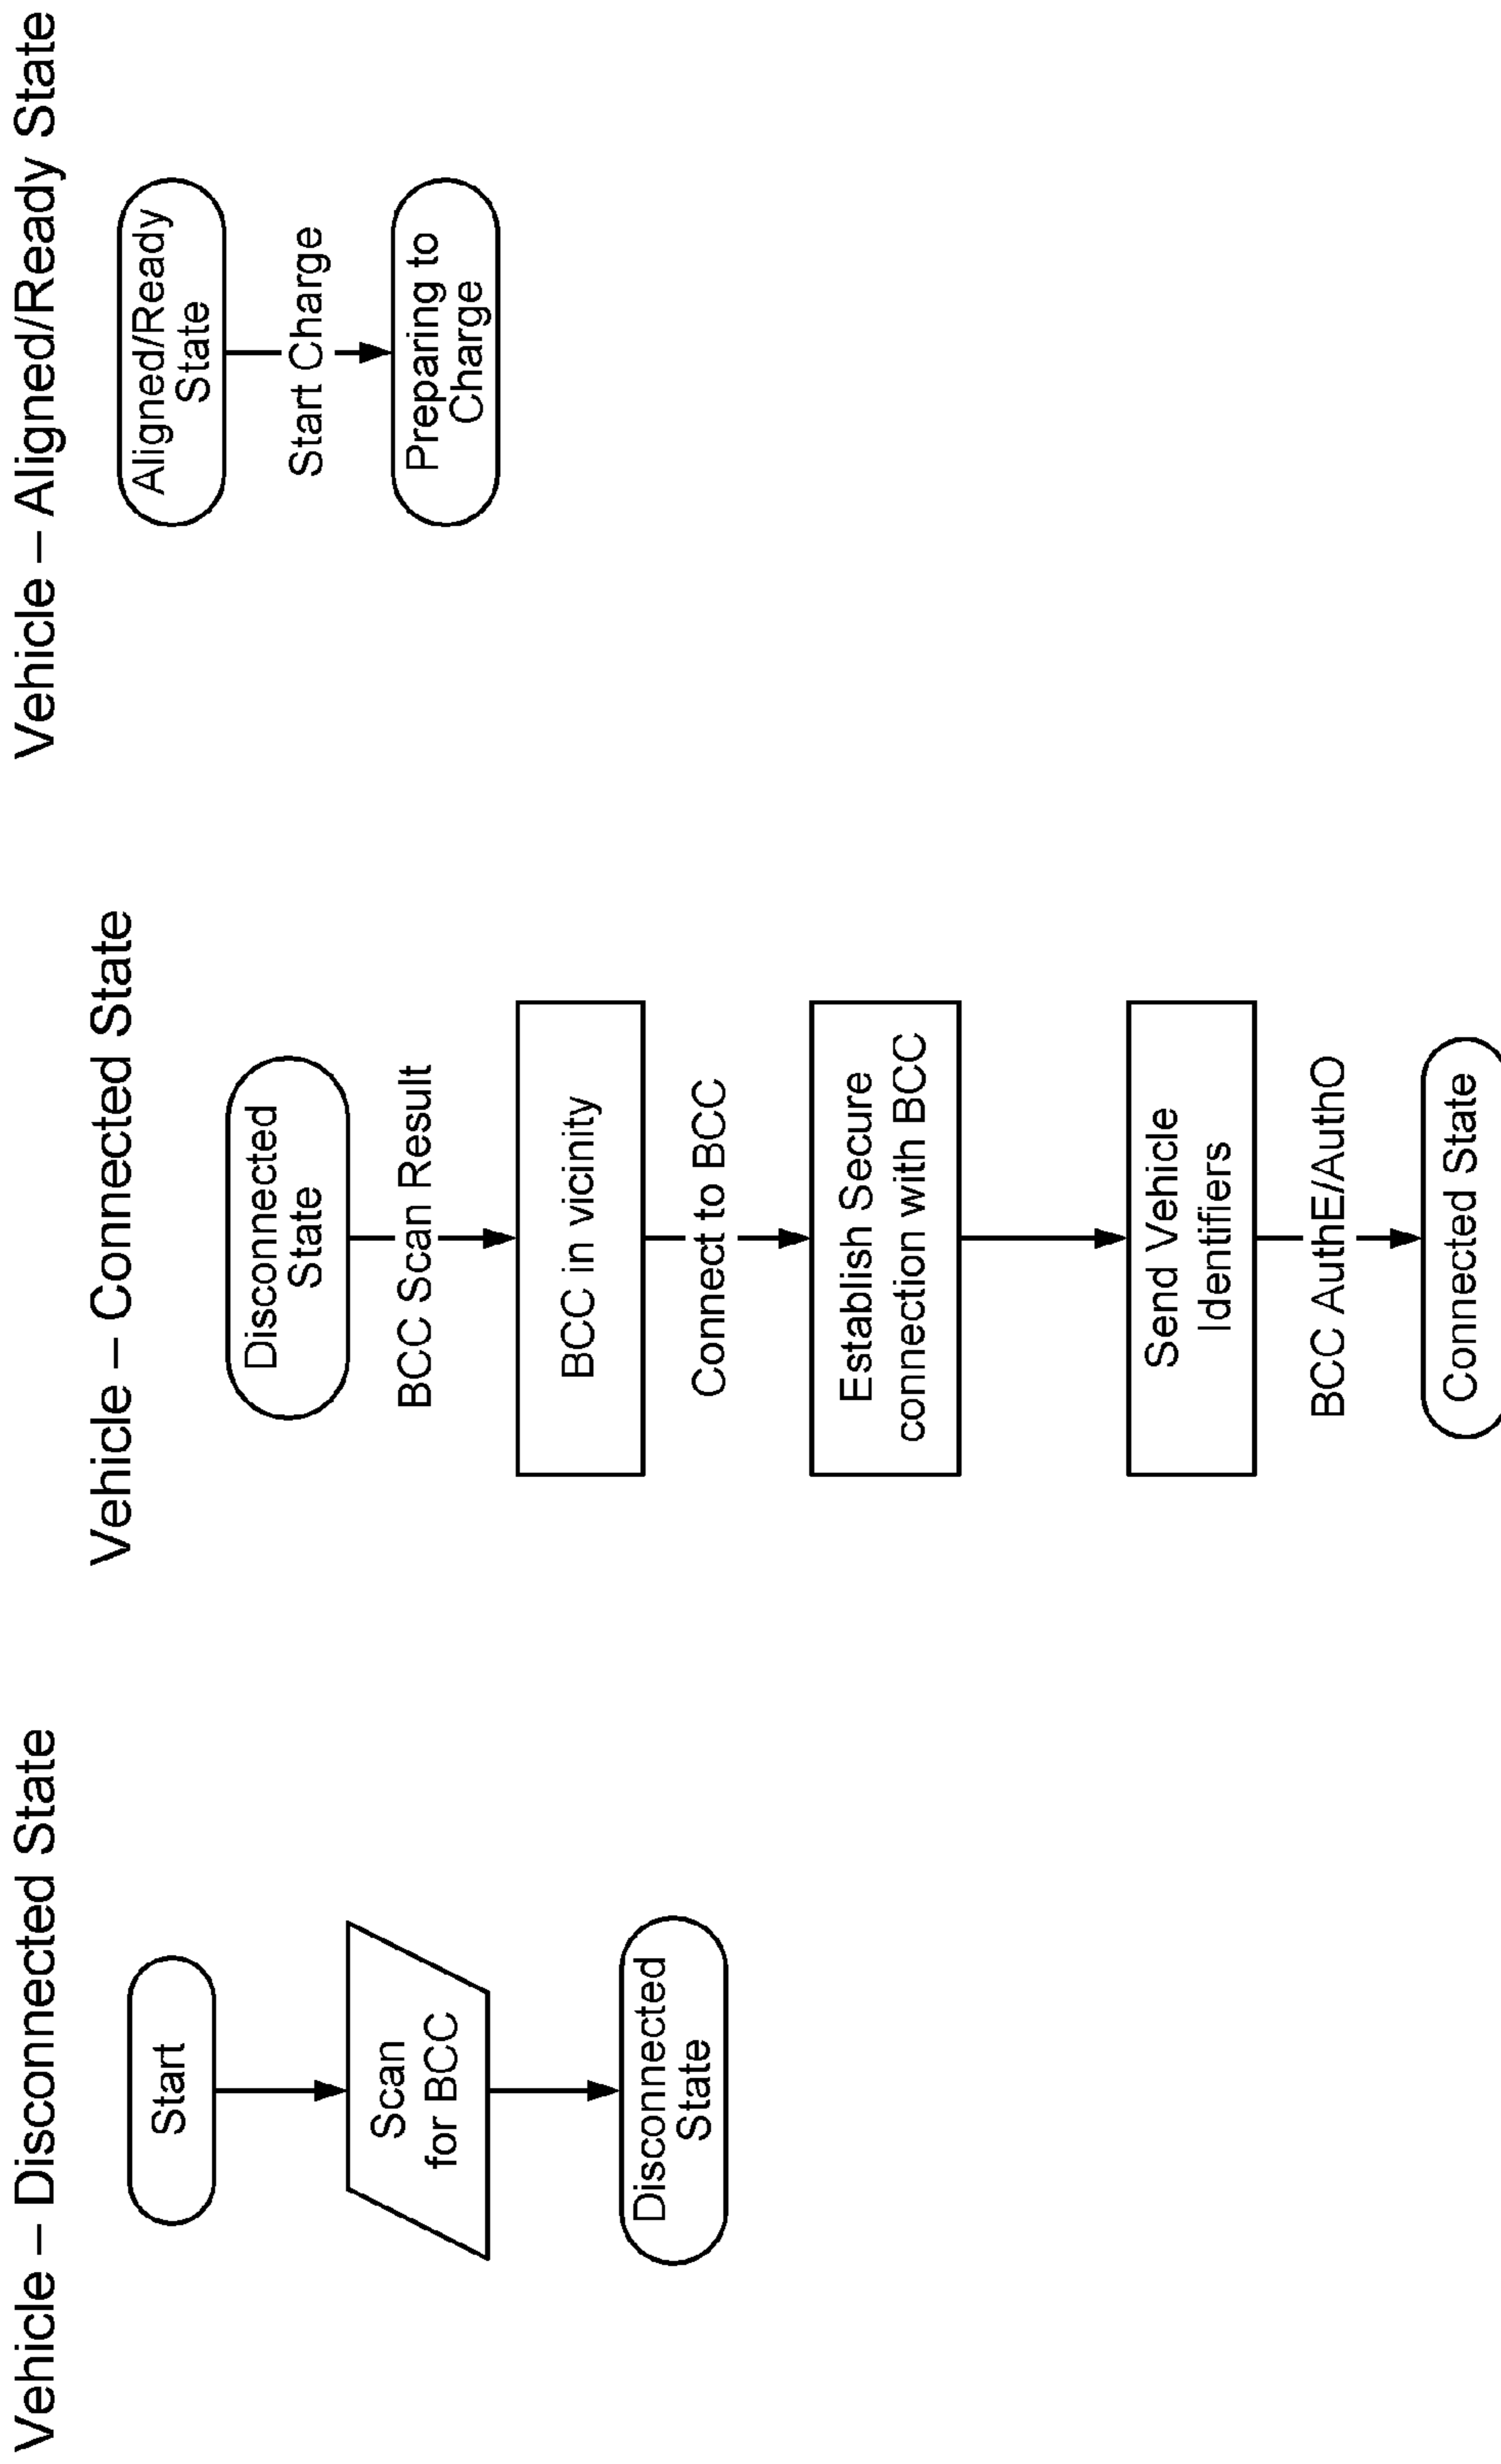 Vehicle – Disconnected State
Start
Scan
for BCC
Disconnected
State
Vehicle – Connected State
Disconnected
State
BCC Scan Result
BCC in vicinity
Connect to BCC
Establish Secure
connection with BCC
Send Vehicle
Identifiers
BCC AuthE/AuthO
Connected State
Vehicle – Aligned/Ready State
Aligned/Ready
State
Start Charge
Preparing to
Charge